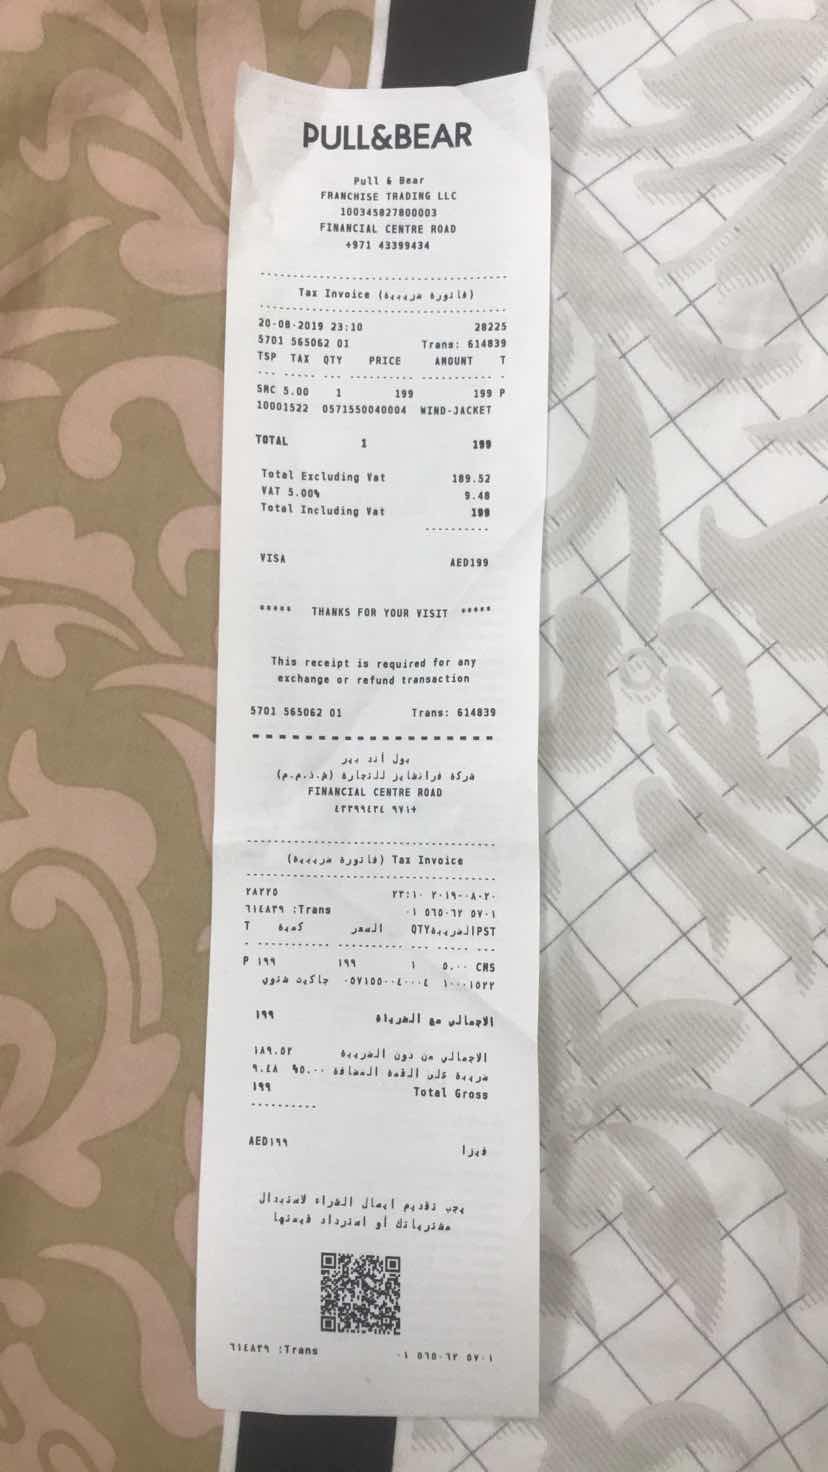 PULL&BEAR
Pull & Bear
FRANCHISE TRADING LLC
100345827800003
FINANCIAL CENTRE ROAD
+971 43399434
Tax Invoice (فاتورة ضريبية)
20-08-2019 23:10 28225
5701 565062 01 Trans: 614839
TSP TAX QTY PRICE AMOUNT T
SMC 5.00 1 199 199 P
10001522 0571550040004 WIND-JACKET
TOTAL 1 199
Total Excluding Vat 189.52
VAT 5.00% 9.48
Total Including Vat 199
VISA AED199
***** THANKS FOR YOUR VISIT *****
This receipt is required for any
exchange or refund transaction
5701 565062 01 Trans: 614839
بول أند بير
شركة فرانشايز للتجارة (ش.ذ.م.م)
FINANCIAL CENTRE ROAD
+٩٧١ ٤٣٣٩٩٤٣٤
(فاتورة ضريبية) Tax Invoice
٢٠-٠٨-٢٠١٩ ٢٣:١٠ ٢٨٢٢٥
٥٧٠١ ٥٦٥٠٦٢ ٠١ Trans: ٦١٤٨٣٩
PSTالضريبةQTY السعر كمية T
CMS ٥.٠٠ ١ ١٩٩ ١٩٩ P
١٠٠٠١٥٢٢ ٠٥٧١٥٥٠٠٤٠٠٠٤ جاكيت شتوي
الاجمالي مع الضريبة ١٩٩
الاجمالي من دون الضريبة ١٨٩.٥٢
ضريبة على القمة المضافة ٥.٠٠% ٩.٤٨
Total Gross ١٩٩
فيزا AED١٩٩
يجب تقديم ايصال الشراء لاستبدال
مشترياتك أو استرداد قيمتها
٥٧٠١ ٥٦٥٠٦٢ ٠١ Trans: ٦١٤٨٣٩